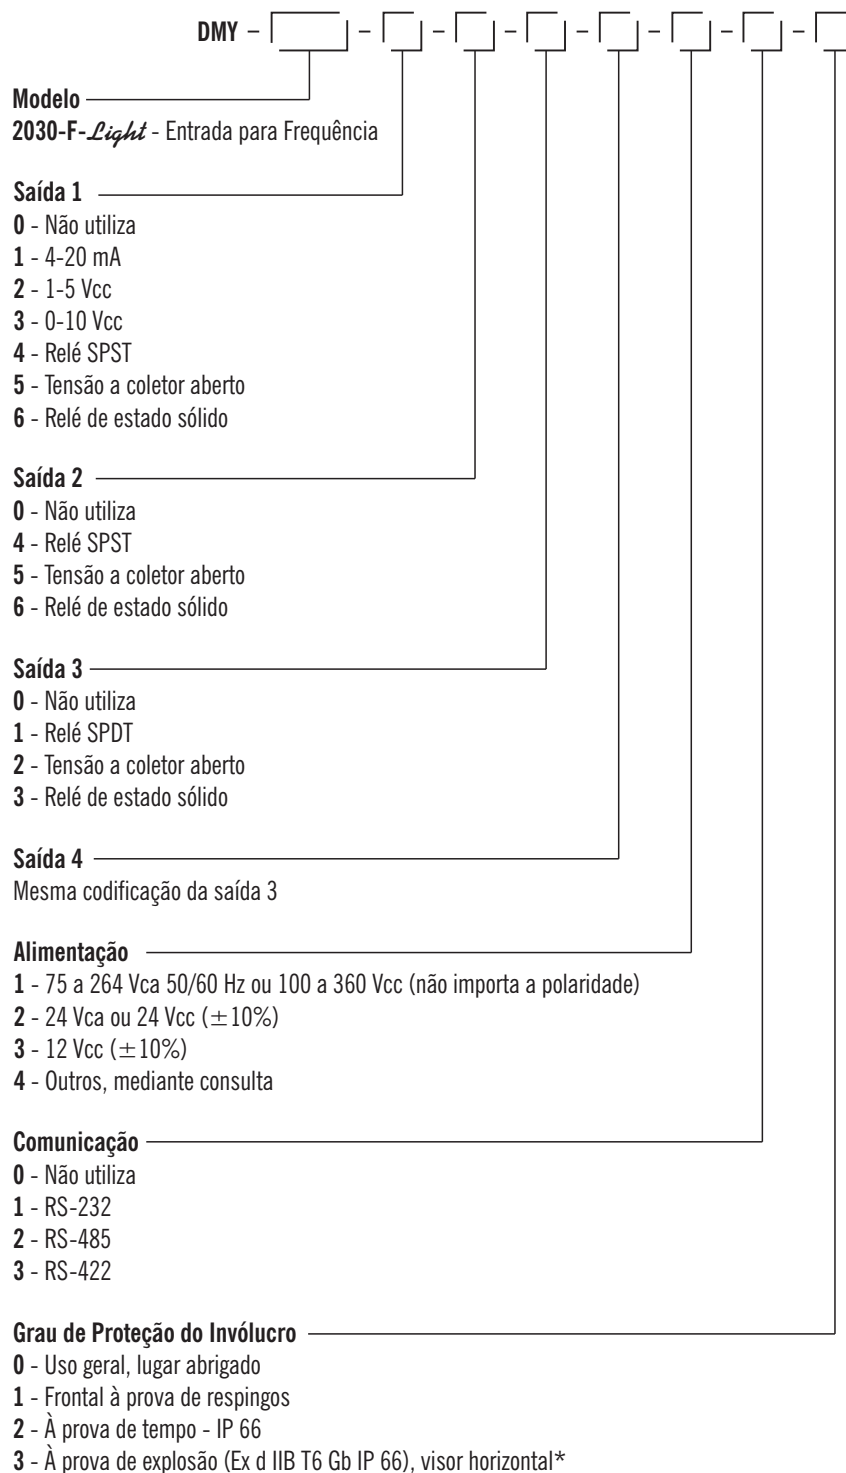 DMY - - - - - - - -
Modelo
2030-F-Light - Entrada para Frequência
Saída 1
0 - Não utiliza
1 - 4-20 mA
2 - 1-5 Vcc
3 - 0-10 Vcc
4 - Relé SPST
5 - Tensão a coletor aberto
6 - Relé de estado sólido
Saída 2
0 - Não utiliza
4 - Relé SPST
5 - Tensão a coletor aberto
6 - Relé de estado sólido
Saída 3
0 - Não utiliza
1 - Relé SPDT
2 - Tensão a coletor aberto
3 - Relé de estado sólido
Saída 4
Mesma codificação da saída 3
Alimentação
1 - 75 a 264 Vca 50/60 Hz ou 100 a 360 Vcc (não importa a polaridade)
2 - 24 Vca ou 24 Vcc (±10%)
3 - 12 Vcc (±10%)
4 - Outros, mediante consulta
Comunicação
0 - Não utiliza
1 - RS-232
2 - RS-485
3 - RS-422
Grau de Proteção do Invólucro
0 - Uso geral, lugar abrigado
1 - Frontal à prova de respingos
2 - À prova de tempo - IP 66
3 - À prova de explosão (Ex d IIB T6 Gb IP 66), visor horizontal*